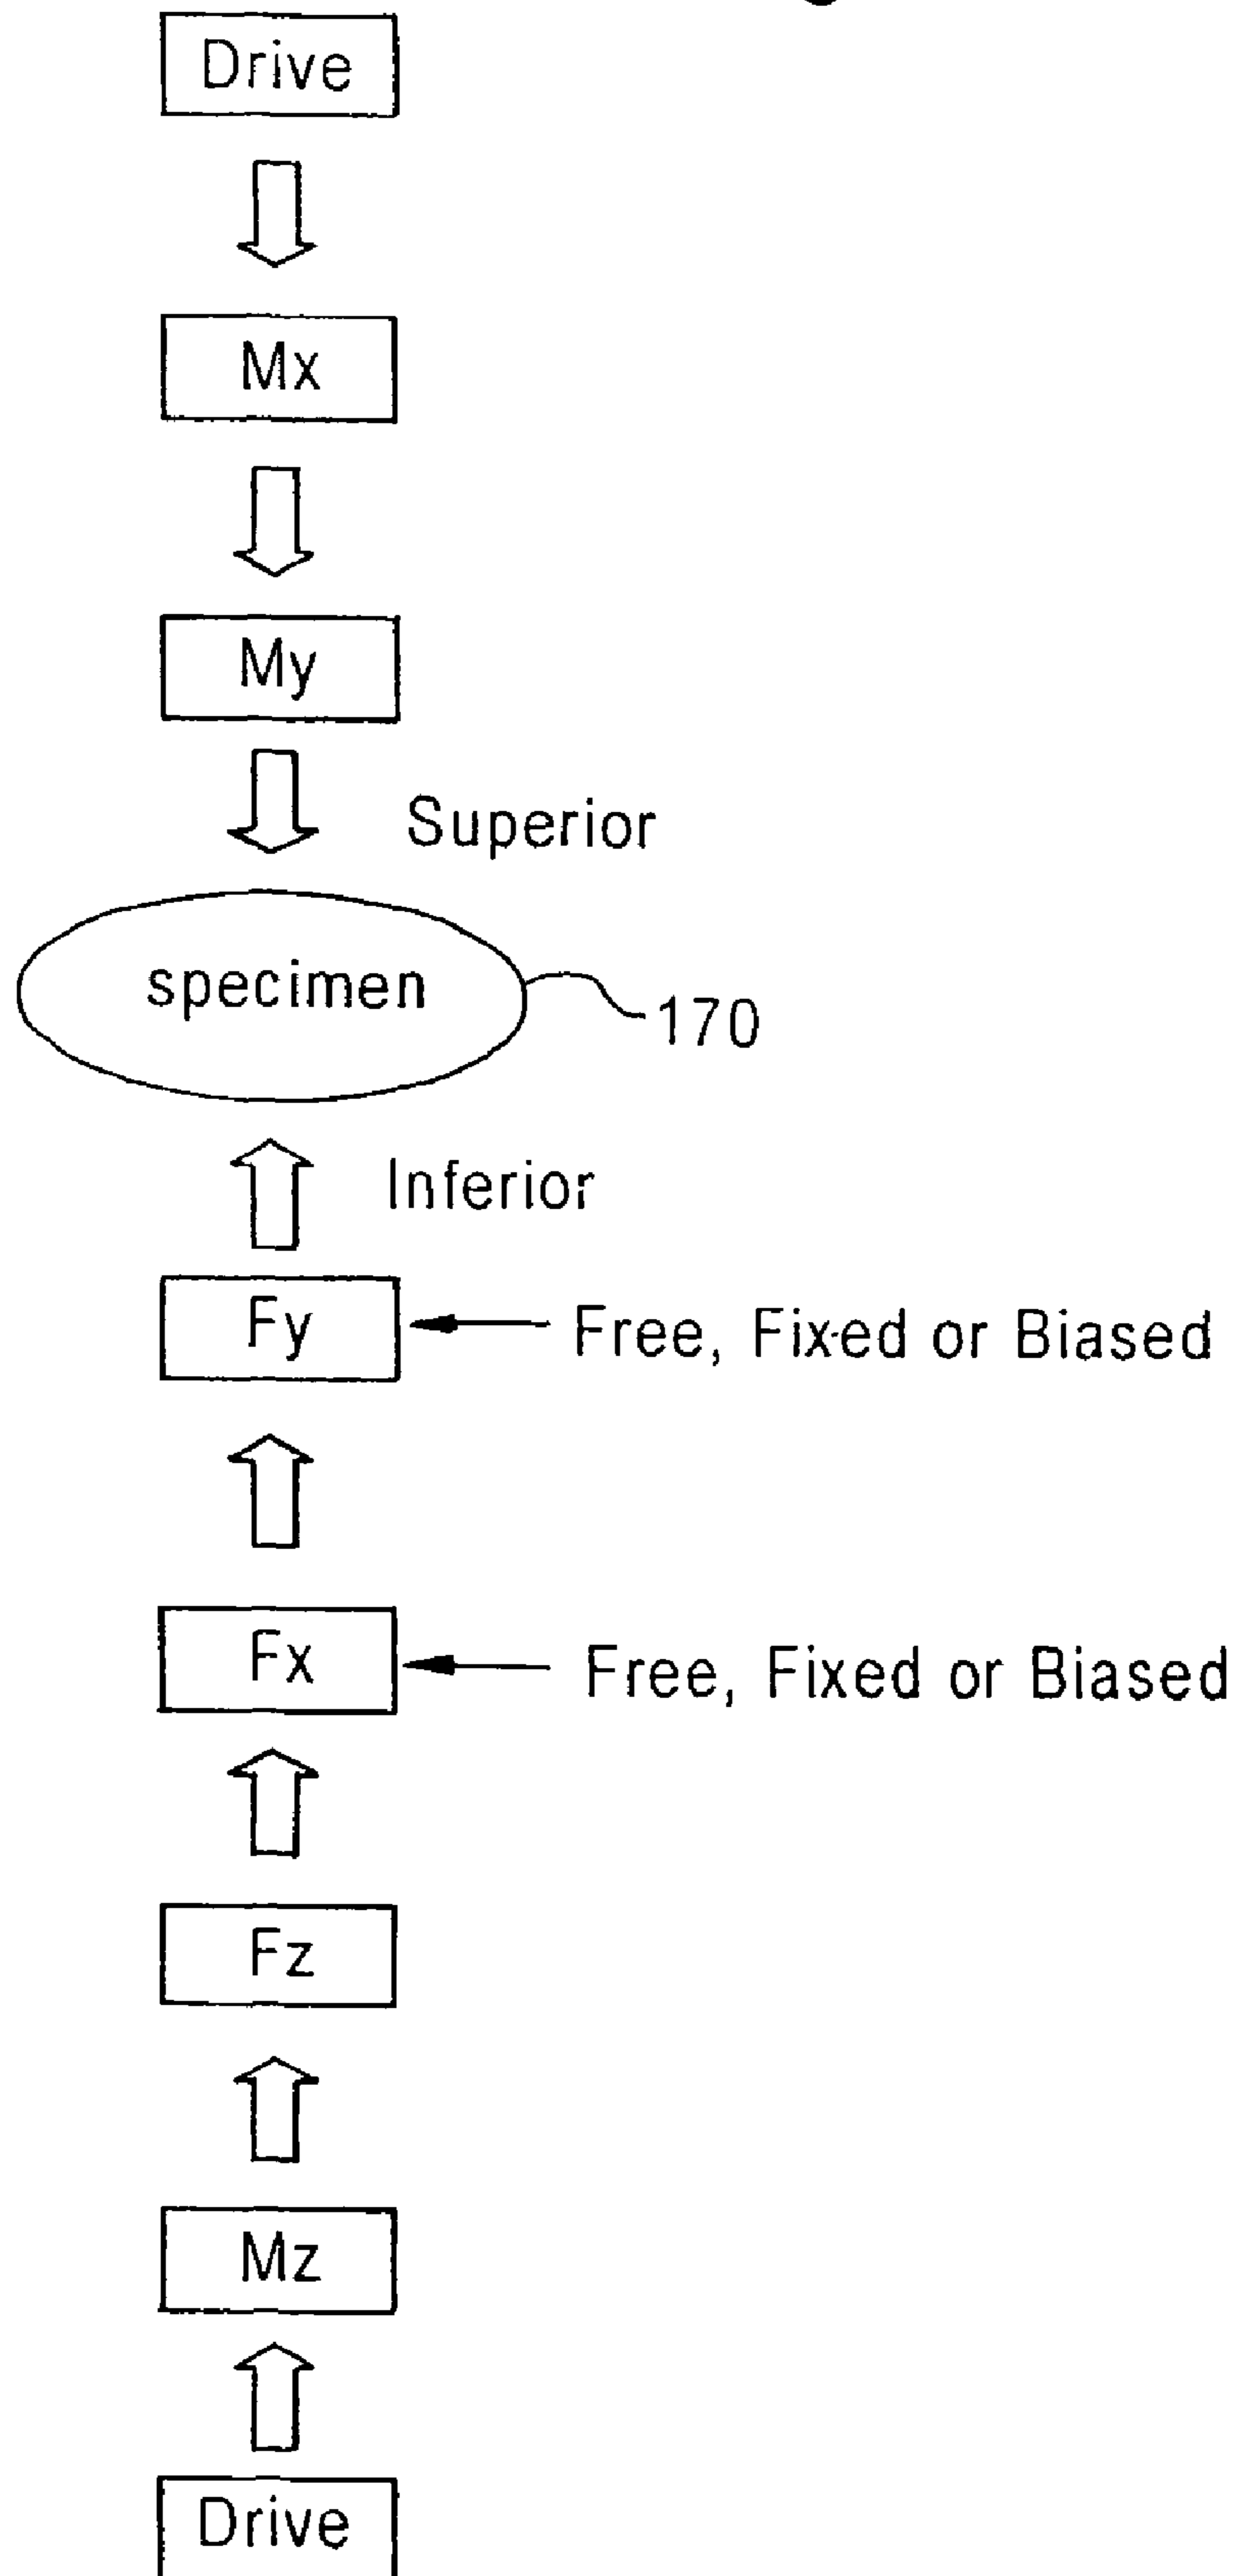 Drive
Mx
My
Superior
specimen
170
Inferior
Fy
Free, Fixed or Biased
Fx
Free, Fixed or Biased
Fz
Mz
Drive